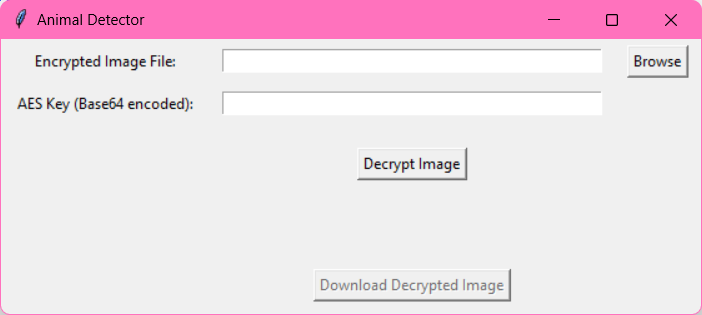 Animal Detector
Encrypted Image File:
Browse
AES Key (Base64 encoded):
Decrypt Image
Download Decrypted Image